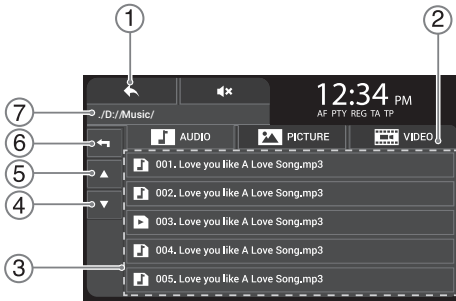 1
2
12:34 PM
7
./D://Music/
AF PTY REG TA TP
6
AUDIO PICTURE VIDEO
5
001. Love you like A Love Song.mp3
4
002. Love you like A Love Song.mp3
003. Love you like A Love Song.mp3
3
004. Love you like A Love Song.mp3
005. Love you like A Love Song.mp3